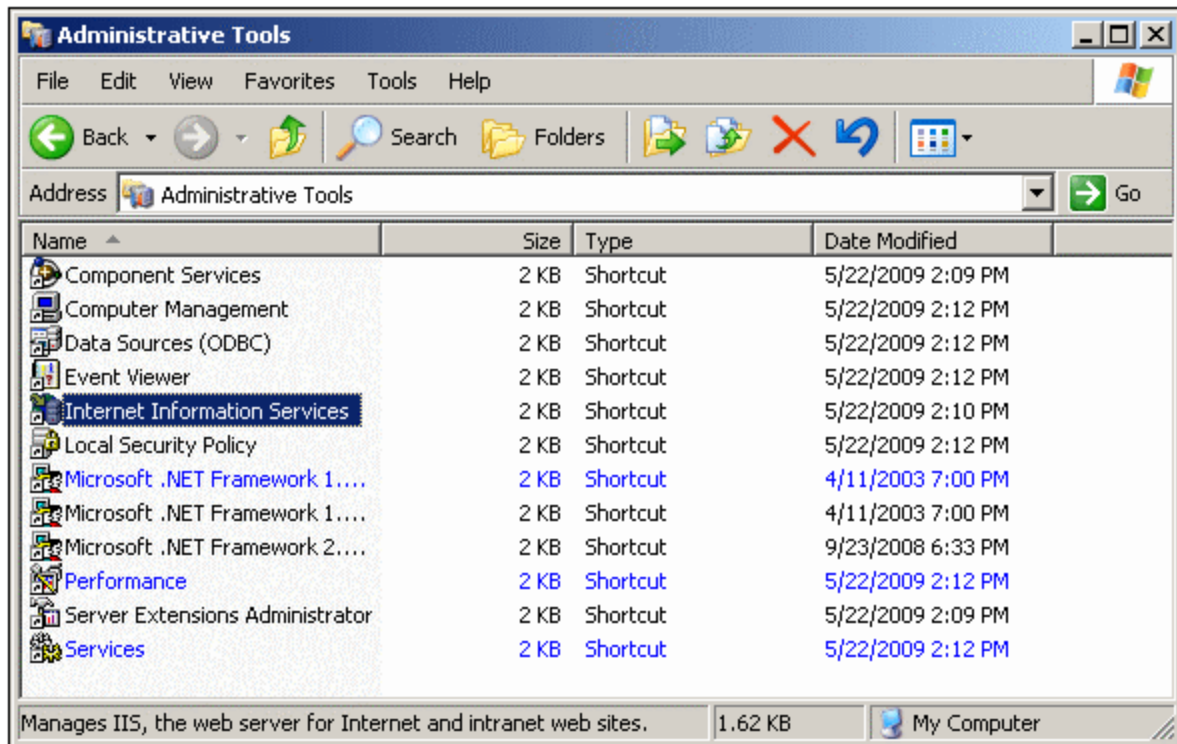 Administrative Tools
File Edit View Favorites Tools Help
Back Search Folders
Address Administrative Tools Go
Name Size Type Date Modified
Component Services 2 KB Shortcut 5/22/2009 2:09 PM
Computer Management 2 KB Shortcut 5/22/2009 2:12 PM
Data Sources (ODBC) 2 KB Shortcut 5/22/2009 2:12 PM
Event Viewer 2 KB Shortcut 5/22/2009 2:12 PM
Internet Information Services 2 KB Shortcut 5/22/2009 2:10 PM
Local Security Policy 2 KB Shortcut 5/22/2009 2:12 PM
Microsoft .NET Framework 1.... 2 KB Shortcut 4/11/2003 7:00 PM
Microsoft .NET Framework 1.... 2 KB Shortcut 4/11/2003 7:00 PM
Microsoft .NET Framework 2.... 2 KB Shortcut 9/23/2008 6:33 PM
Performance 2 KB Shortcut 5/22/2009 2:12 PM
Server Extensions Administrator 2 KB Shortcut 5/22/2009 2:09 PM
Services 2 KB Shortcut 5/22/2009 2:12 PM
Manages IIS, the web server for Internet and intranet web sites. 1.62 KB My Computer